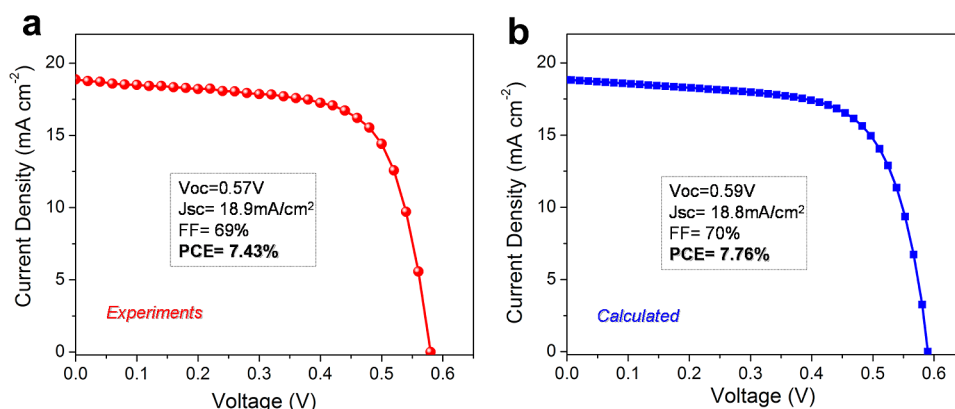 a
Current Density (mA cm-2)
20
15
10
5
0
Voc=0.57V
Jsc= 18.9mA/cm²
FF= 69%
PCE= 7.43%
Experiments
0.0 0.1 0.2 0.3 0.4 0.5 0.6
Voltage (V)
b
Current Density (mA cm-2)
20
15
10
5
0
Voc=0.59V
Jsc= 18.8mA/cm²
FF= 70%
PCE= 7.76%
Calculated
0.0 0.1 0.2 0.3 0.4 0.5 0.6
Voltage (V)